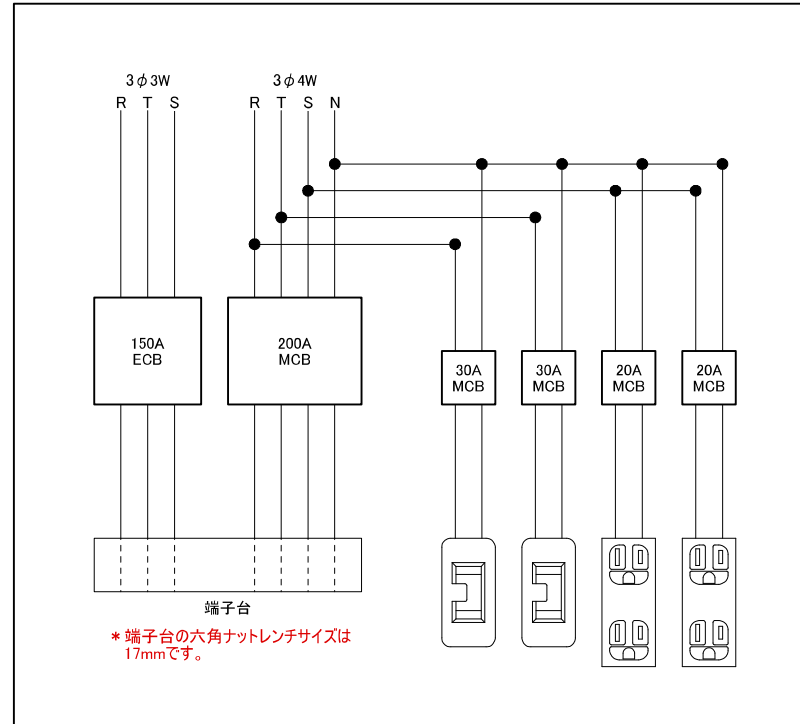 3φ3W
R T S
3φ4W
R T S N
150A
ECB
200A
MCB
30A
MCB
30A
MCB
20A
MCB
20A
MCB
端子台
*端子台の六角ナットレンチサイズは
17mmです。